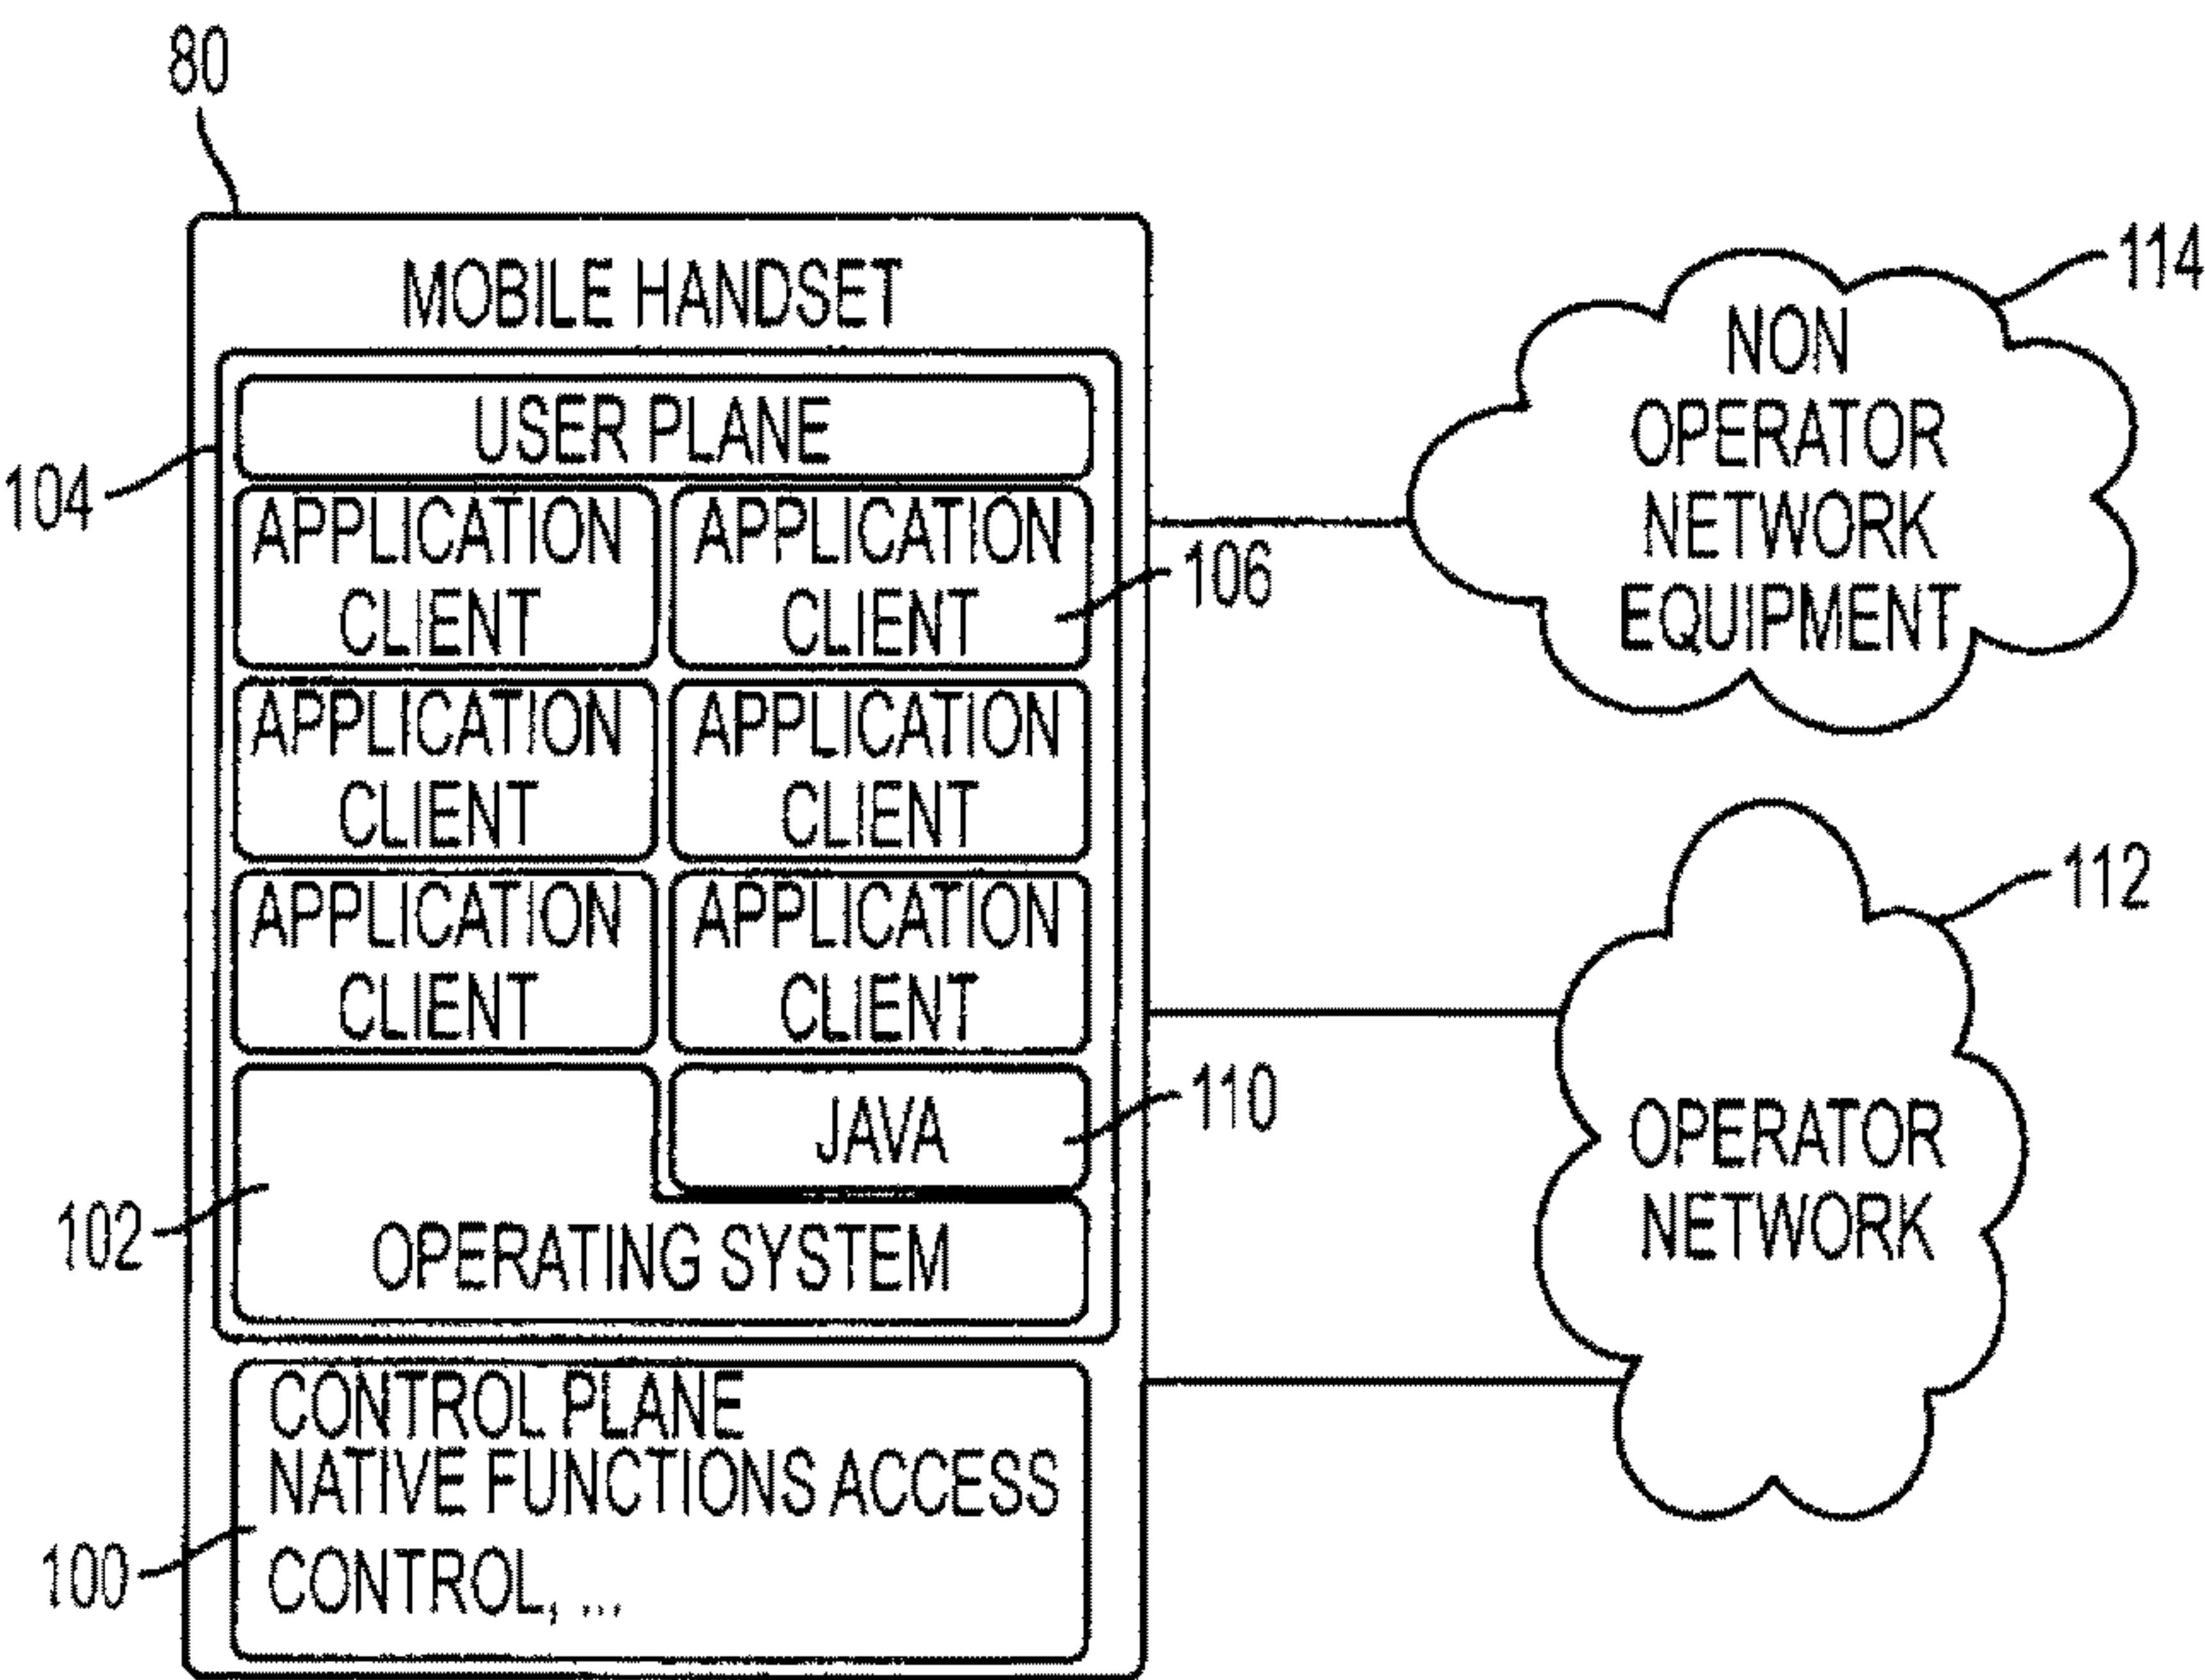 80
MOBILE HANDSET
104
USER PLANE
APPLICATION
CLIENT
APPLICATION
CLIENT
106
APPLICATION
CLIENT
APPLICATION
CLIENT
APPLICATION
CLIENT
APPLICATION
CLIENT
JAVA
110
102
OPERATING SYSTEM
CONTROL PLANE
NATIVE FUNCTIONS ACCESS
CONTROL, ...
100
114
NON
OPERATOR
NETWORK
EQUIPMENT
112
OPERATOR
NETWORK